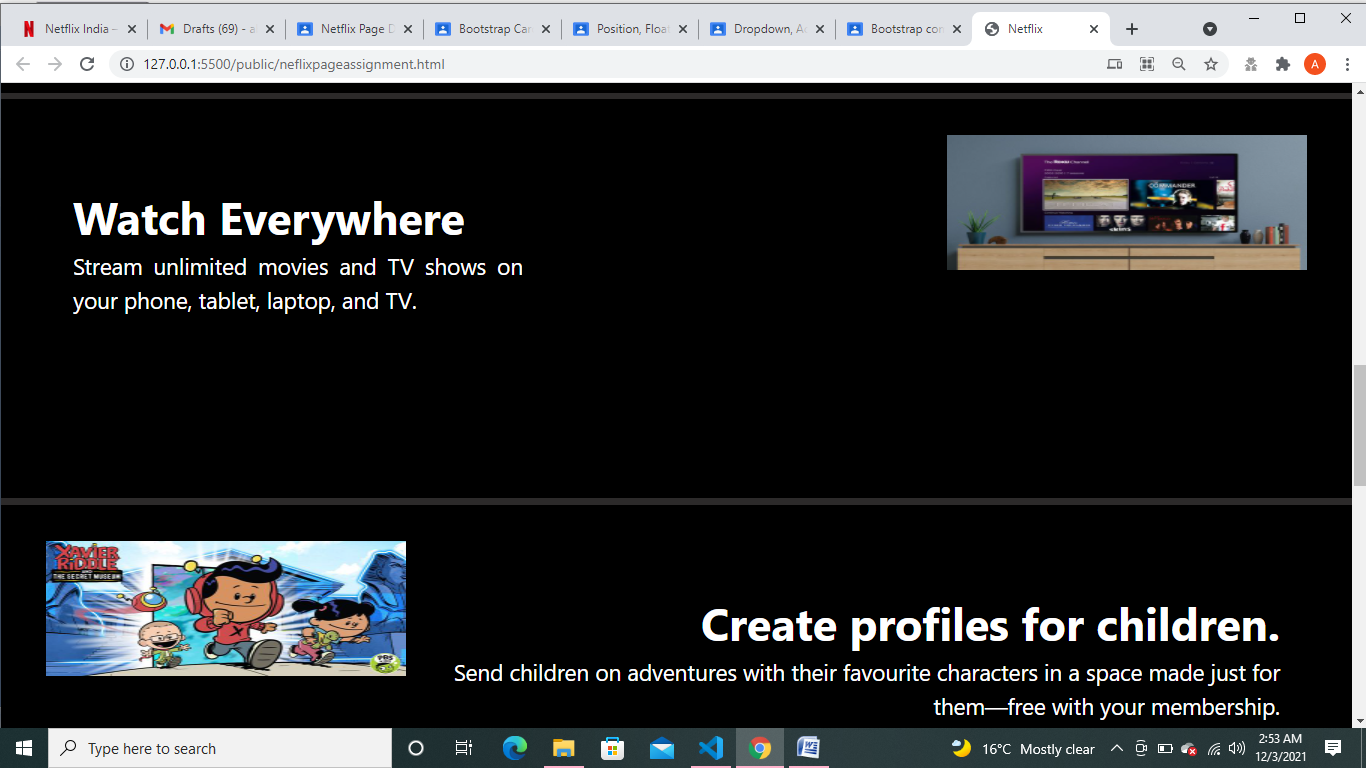 Netflix India –
Drafts (69) - a
Netflix Page D
Bootstrap Car
Position, Float
Dropdown, Ac
Bootstrap con
Netflix
127.0.0.1:5500/public/neflixpageassignment.html
A
Watch Everywhere
Stream unlimited movies and TV shows on
your phone, tablet, laptop, and TV.
COMMANDER
XAVIER
RIDDLE
AND
THE SECRET MUSEUM
X
PBS
Create profiles for children.
Send children on adventures with their favourite characters in a space made just for
them—free with your membership.
Type here to search
16°C Mostly clear
2:53 AM
12/3/2021